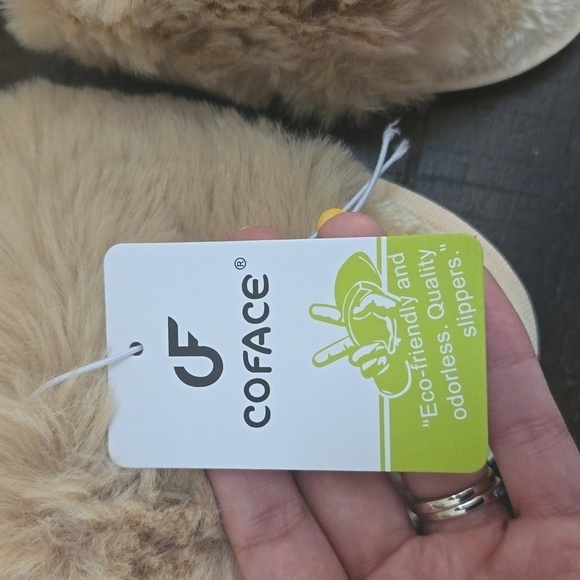 CF
COFACE®
"Eco-friendly and
odorless. Quality
slippers."